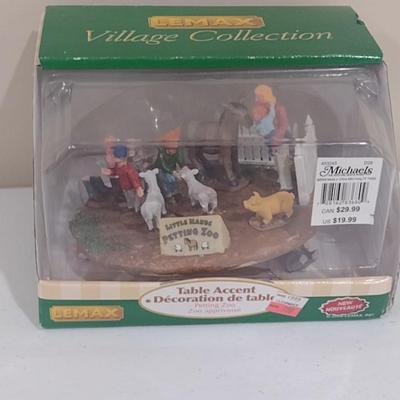 LEMAX
Village Collection
Michaels
CAN $29.99
US $19.99
LITTLE HANDS
PETTING ZOO
Table Accent
Décoration de table
Petting Zoo
Zoo apprivoisé
LEMAX
NEW
NOUVEAUTÉ